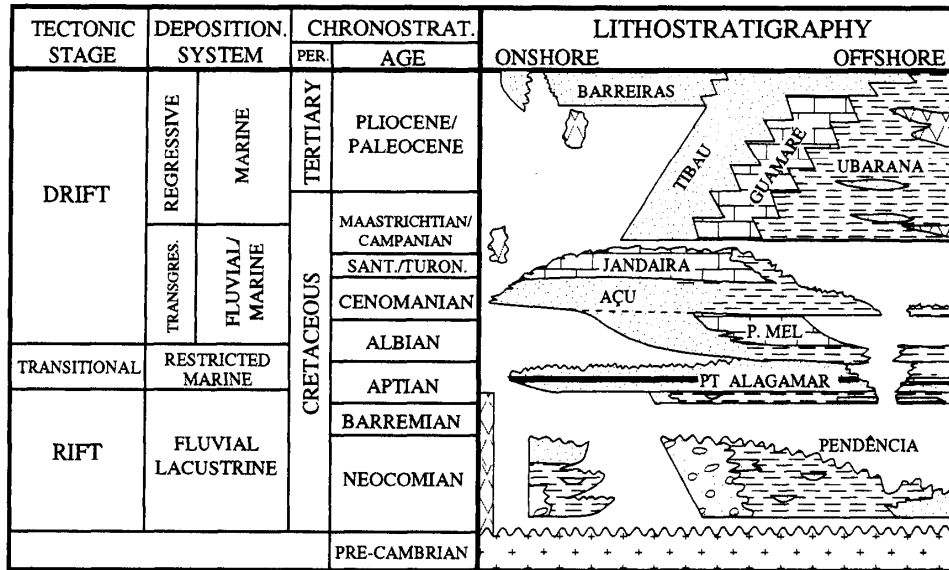 TECTONIC
STAGE
DEPOSITION.
SYSTEM
CHRONOSTRAT.
PER.
AGE
LITHOSTRATIGRAPHY
ONSHORE
OFFSHORE
DRIFT
TRANSITIONAL
RIFT
REGRESSIVE
MARINE
TRANSGRES.
FLUVIAL/
MARINE
RESTRICTED
MARINE
FLUVIAL
LACUSTRINE
TERTIARY
CRETACEOUS
PLIOCENE/
PALEOCENE
MAASTRICHTIAN/
CAMPANIAN
SANT./TURON.
CENOMANIAN
ALBIAN
APTIAN
BARREMIAN
NEOCOMIAN
PRE-CAMBRIAN
BARREIRAS
TIBAU
GUAMARÉ
UBARANA
JANDAIRA
AÇU
P. MEL
PT ALAGAMAR
PENDÊNCIA